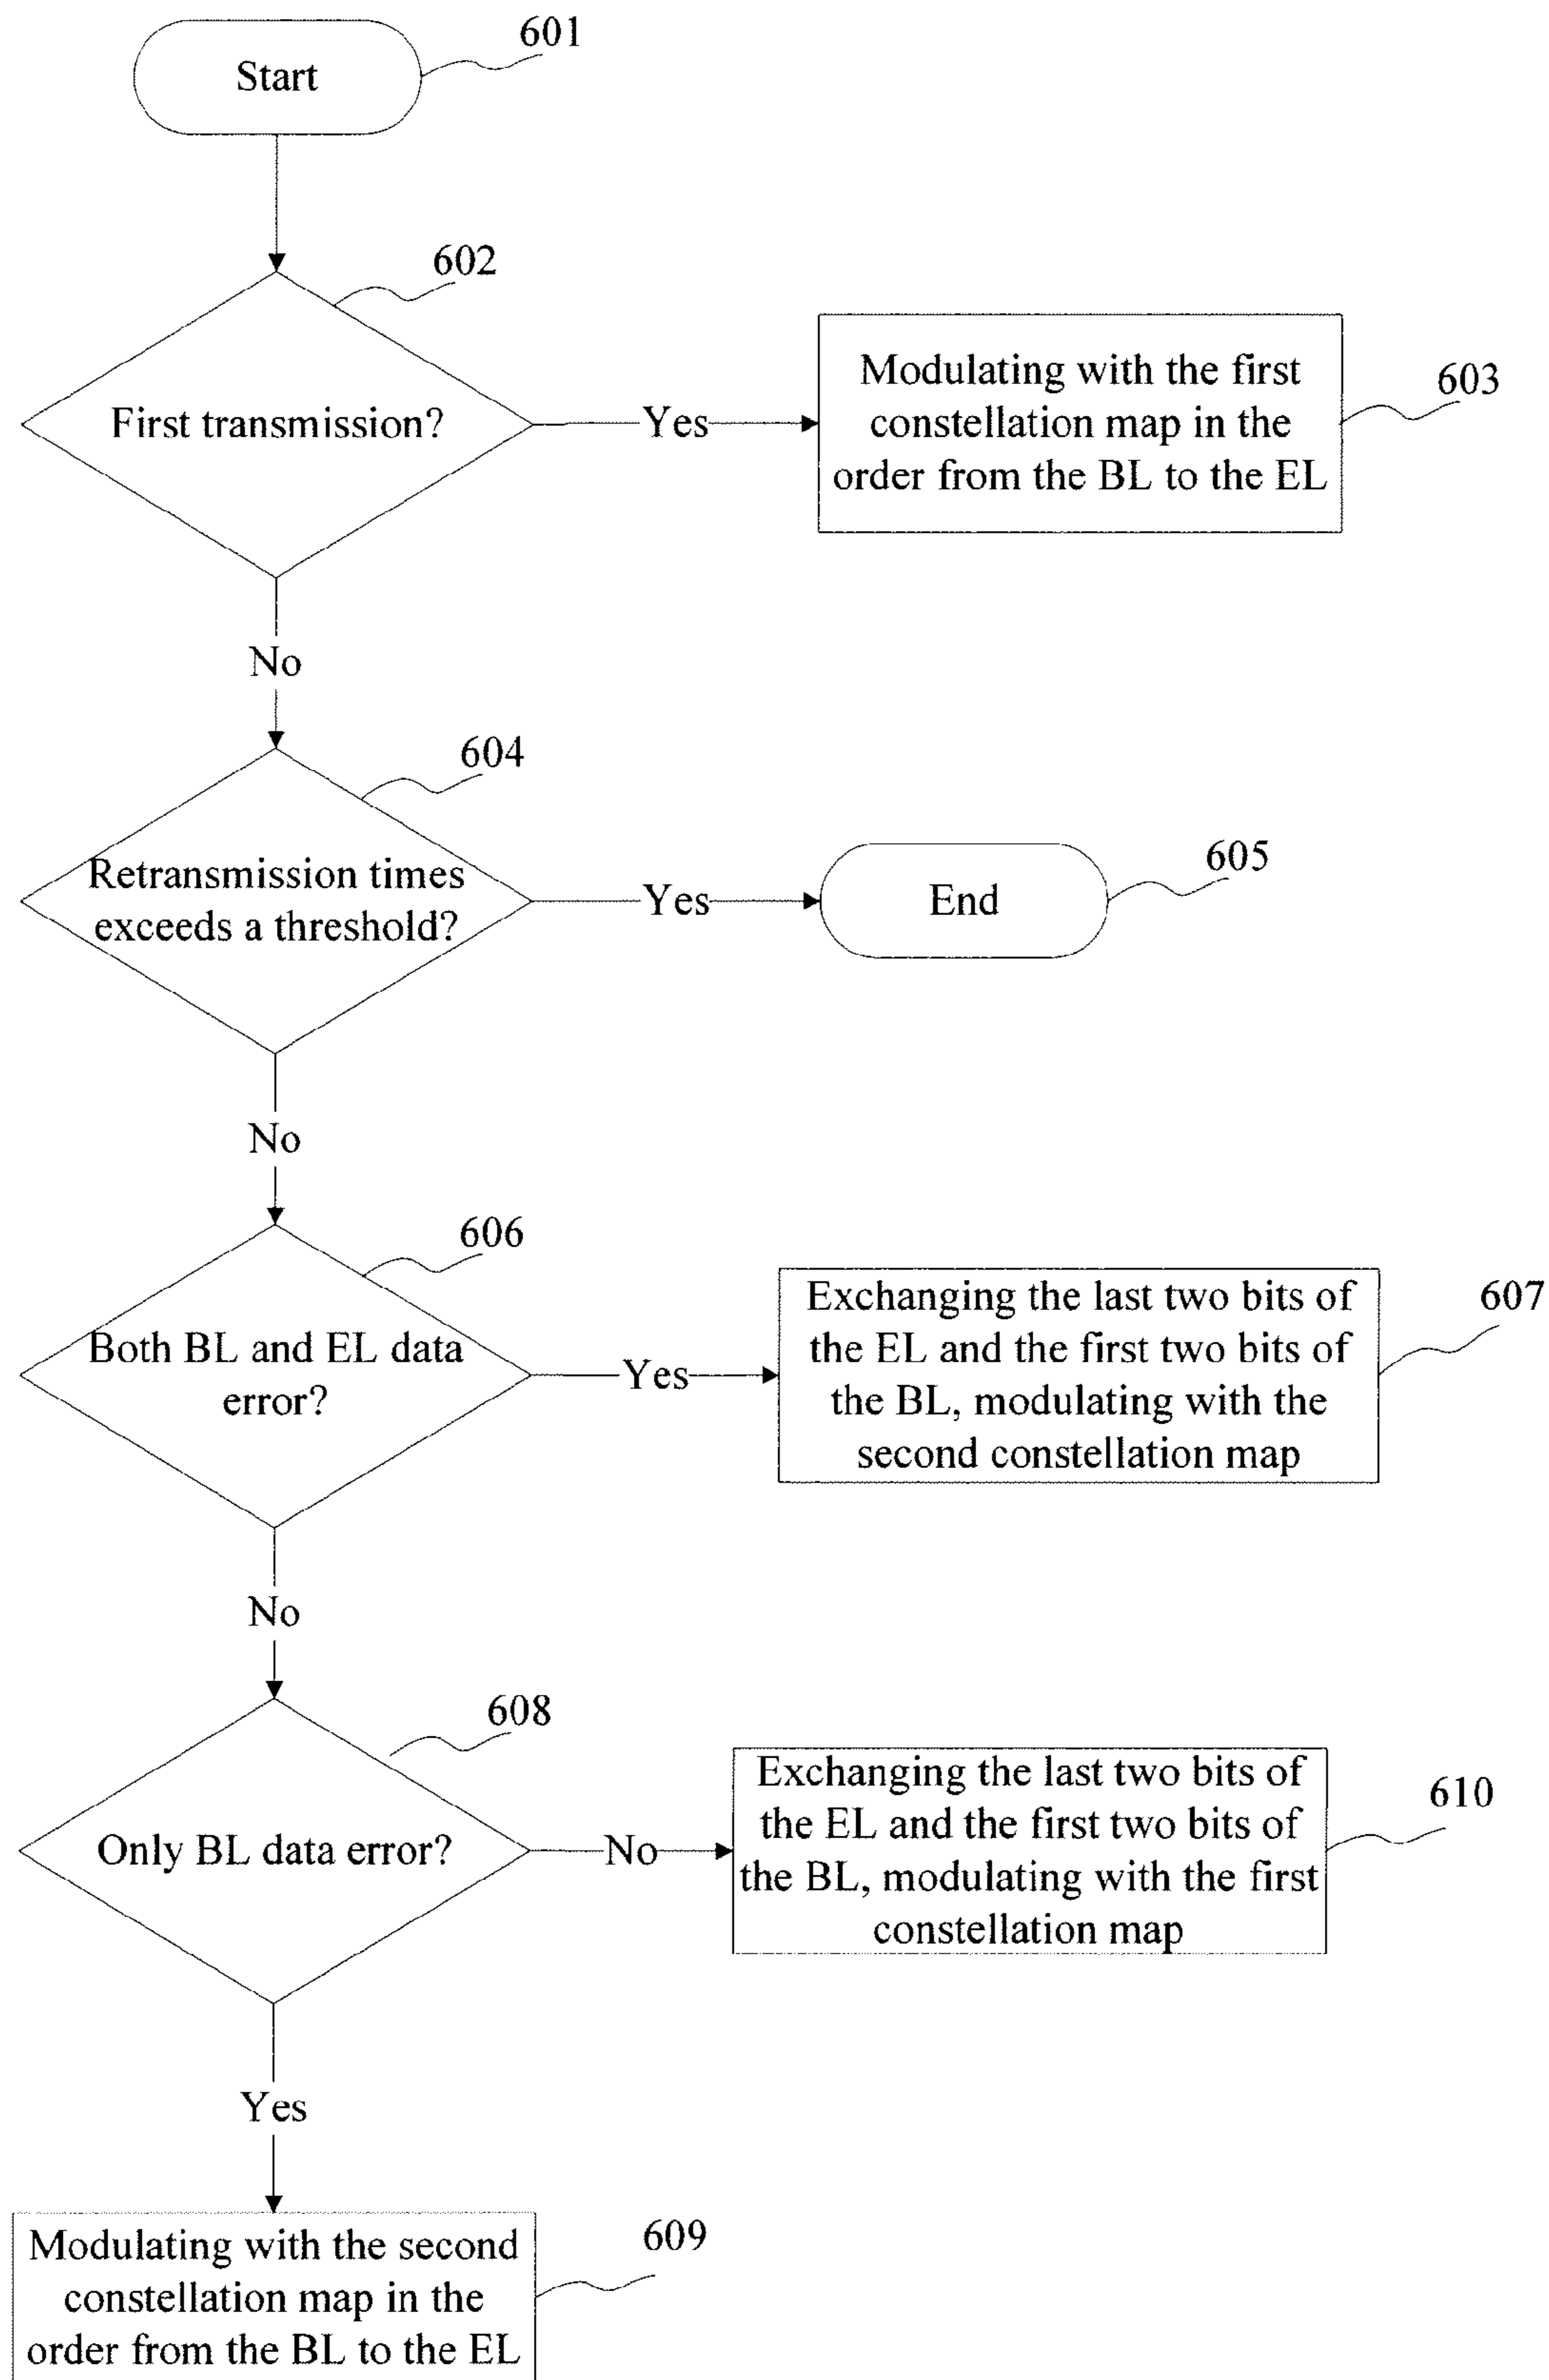 601
Start
602
First transmission?
Yes
Modulating with the first
constellation map in the
order from the BL to the EL
603
No
604
Retransmission times
exceeds a threshold?
Yes
End
605
No
606
Both BL and EL data
error?
Yes
Exchanging the last two bits of
the EL and the first two bits of
the BL, modulating with the
second constellation map
607
No
608
Only BL data error?
No
Exchanging the last two bits of
the EL and the first two bits of
the BL, modulating with the first
constellation map
610
Yes
Modulating with the second
constellation map in the
order from the BL to the EL
609